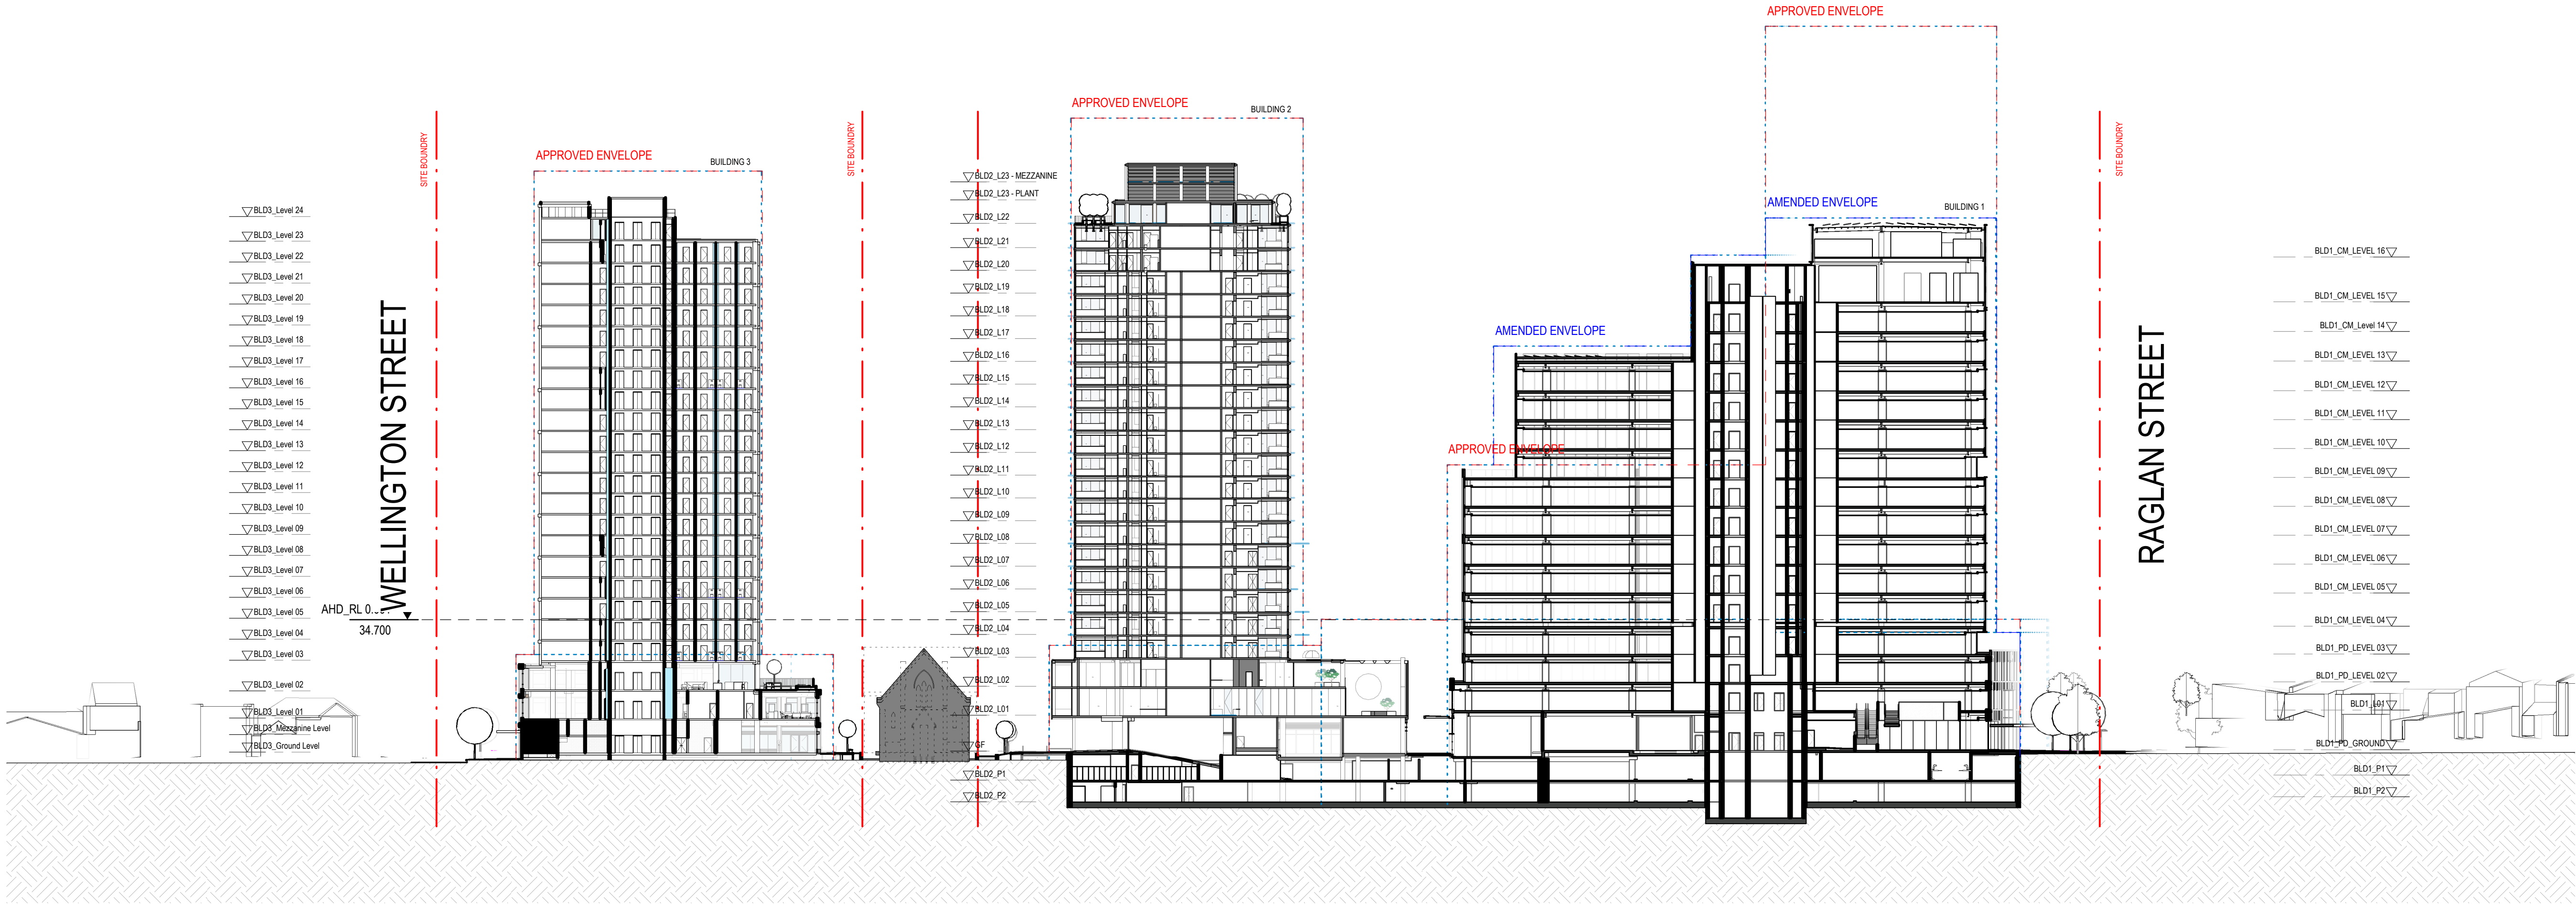 APPROVED ENVELOPE
APPROVED ENVELOPE
BUILDING 2
SITE BOUNDRY
SITE BOUNDRY
SITE BOUNDRY
APPROVED ENVELOPE
BUILDING 3
AMENDED ENVELOPE
BUILDING 1
AMENDED ENVELOPE
APPROVED ENVELOPE
BLD3_Level 24
BLD3_Level 23
BLD3_Level 22
BLD3_Level 21
BLD3_Level 20
BLD3_Level 19
BLD3_Level 18
BLD3_Level 17
BLD3_Level 16
BLD3_Level 15
BLD3_Level 14
BLD3_Level 13
BLD3_Level 12
BLD3_Level 11
BLD3_Level 10
BLD3_Level 09
BLD3_Level 08
BLD3_Level 07
BLD3_Level 06
BLD3_Level 05
BLD3_Level 04
BLD3_Level 03
BLD3_Level 02
BLD3_Level 01
BLD3_Mezzanine Level
BLD3_Ground Level
WELLINGTON STREET
AHD_RL
34.700
BLD2_L23 - MEZZANINE
BLD2_L23 - PLANT
BLD2_L22
BLD2_L21
BLD2_L20
BLD2_L19
BLD2_L18
BLD2_L17
BLD2_L16
BLD2_L15
BLD2_L14
BLD2_L13
BLD2_L12
BLD2_L11
BLD2_L10
BLD2_L09
BLD2_L08
BLD2_L07
BLD2_L06
BLD2_L05
BLD2_L04
BLD2_L03
BLD2_L02
BLD2_L01
GF
BLD2_P1
BLD2_P2
RAGLAN STREET
BLD1_CM_LEVEL 16
BLD1_CM_LEVEL 15
BLD1_CM_Level 14
BLD1_CM_LEVEL 13
BLD1_CM_LEVEL 12
BLD1_CM_LEVEL 11
BLD1_CM_LEVEL 10
BLD1_CM_LEVEL 09
BLD1_CM_LEVEL 08
BLD1_CM_LEVEL 07
BLD1_CM_LEVEL 06
BLD1_CM_LEVEL 05
BLD1_CM_LEVEL 04
BLD1_PD_LEVEL 03
BLD1_PD_LEVEL 02
BLD1_L01
BLD1_PD_GROUND
BLD1_P1
BLD1_P2